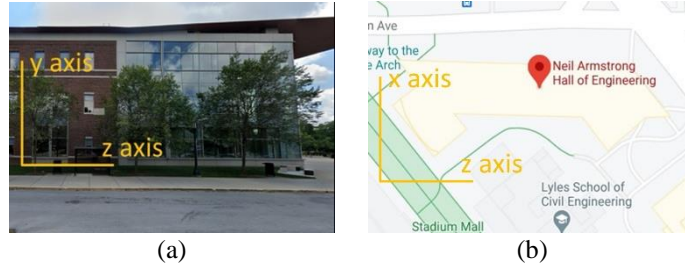 y axis
z axis
(a)
n Ave
way to the
e Arch
Neil Armstrong
Hall of Engineering
x axis
z axis
Lyles School of
Civil Engineering
Stadium Mall
(b)